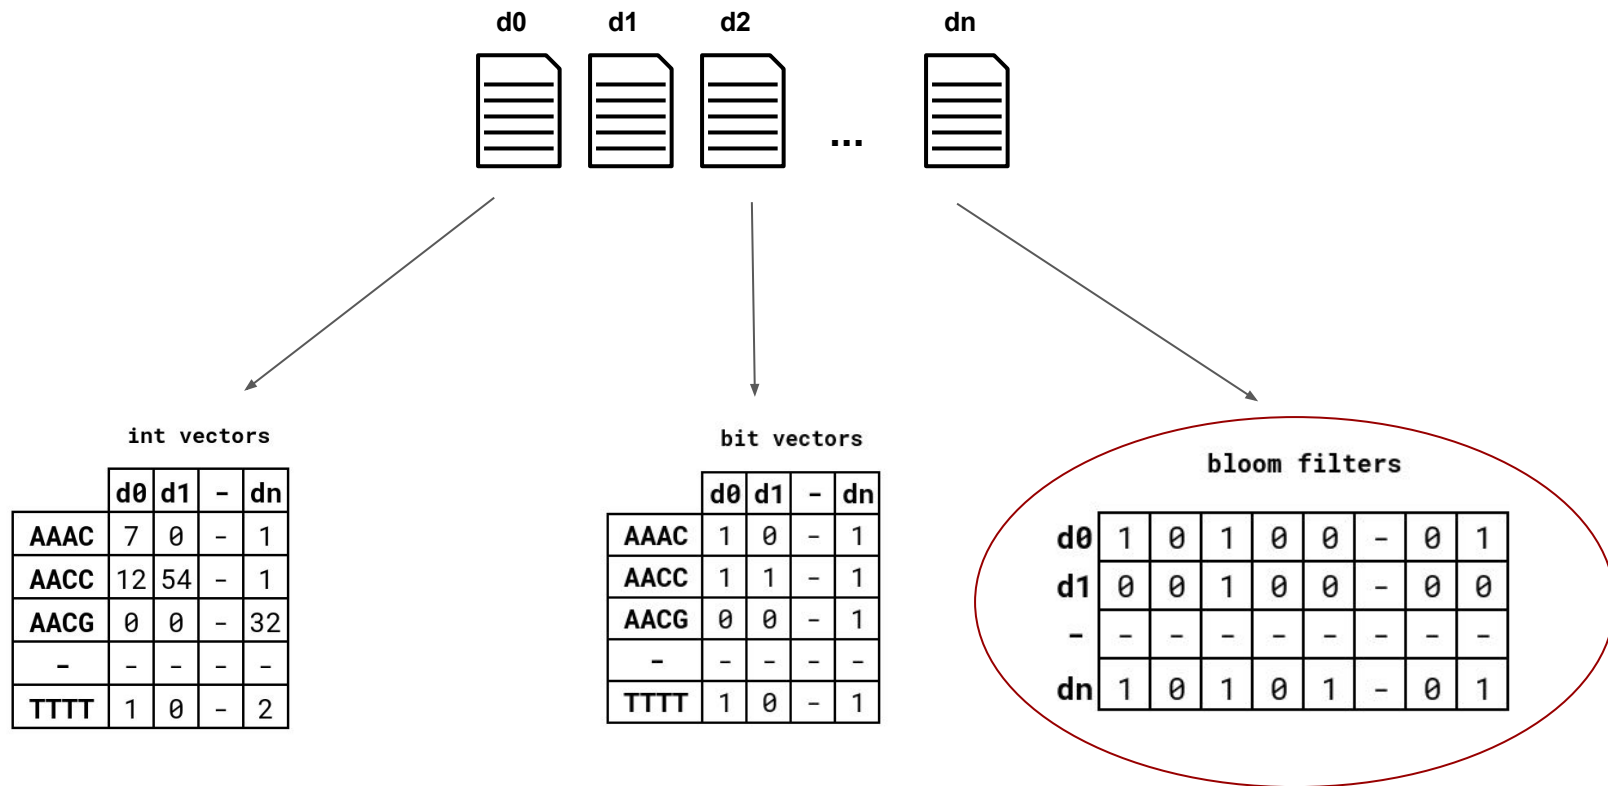 d0 d1 d2 dn
...
int vectors
d0 d1 - dn
AAAC 7 0 - 1
AACC 12 54 - 1
AACG 0 0 - 32
- - - - -
TTTT 1 0 - 2
bit vectors
d0 d1 - dn
AAAC 1 0 - 1
AACC 1 1 - 1
AACG 0 0 - 1
- - - - -
TTTT 1 0 - 1
bloom filters
d0 1 0 1 0 0 - 0 1
d1 0 0 1 0 0 - 0 0
- - - - - - - - -
dn 1 0 1 0 1 - 0 1